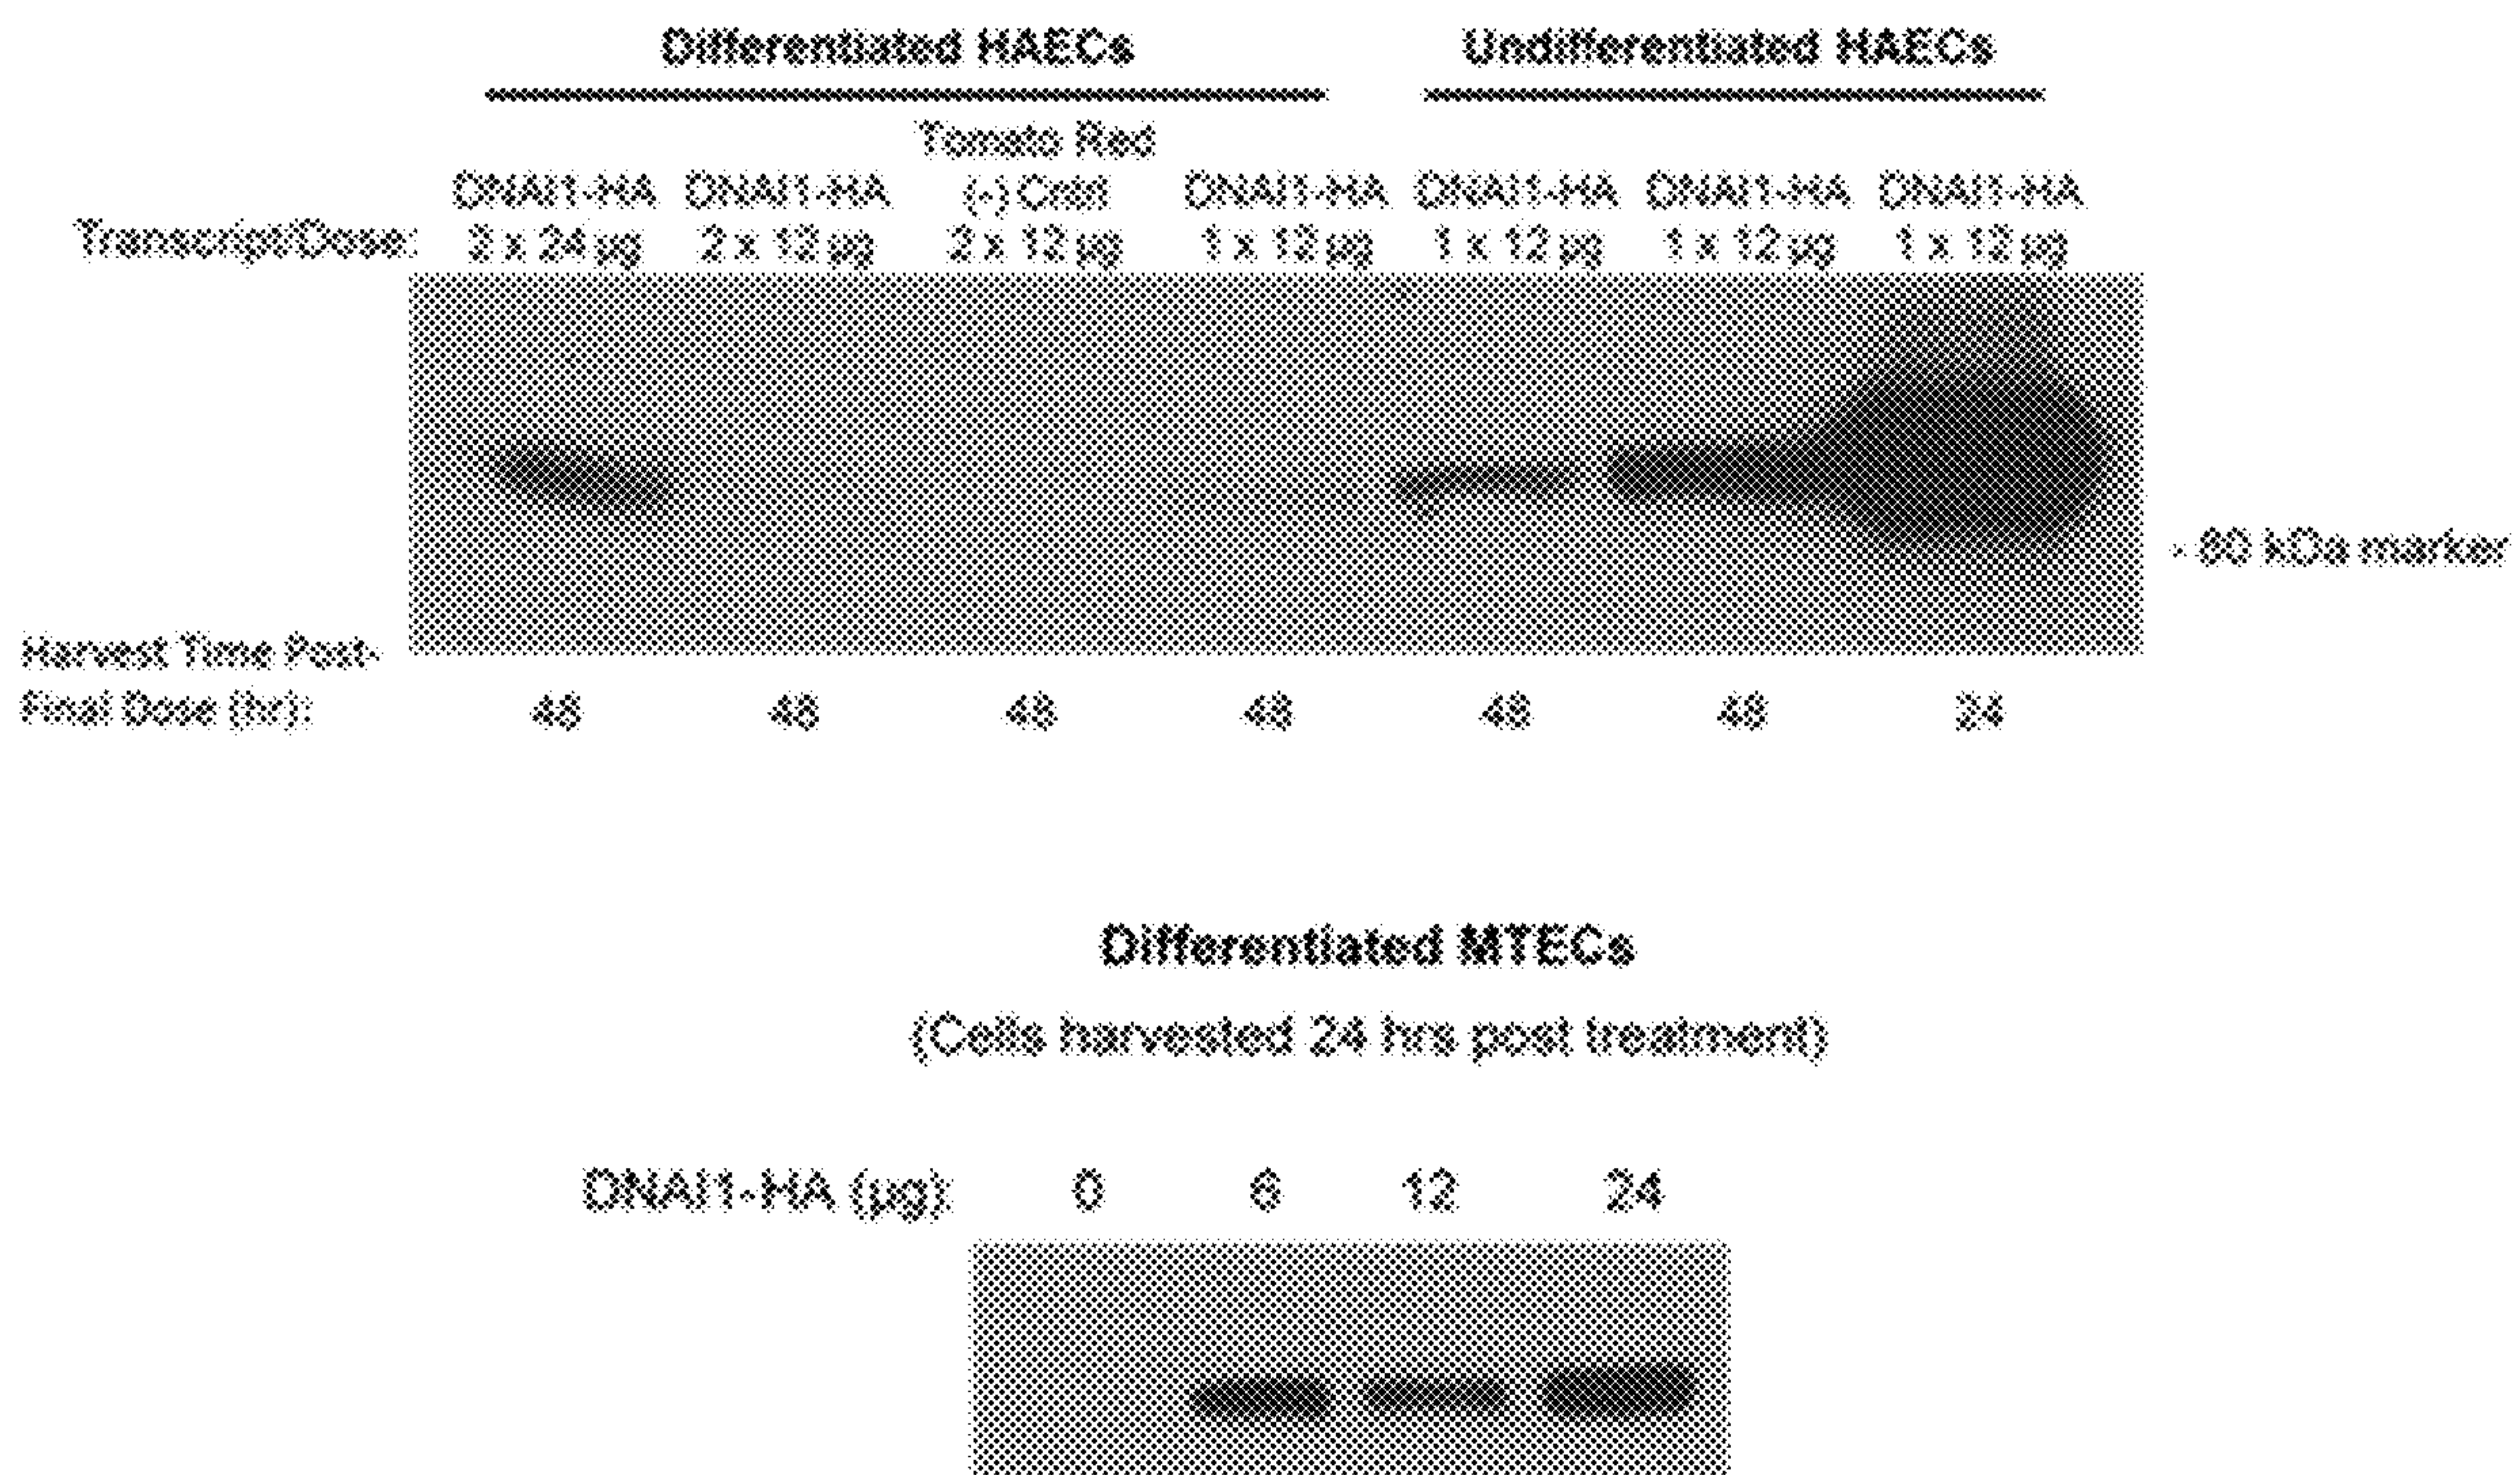 Differentiated HAECs Undifferentiated HAECs
Tomato Red
DNAI1-HA DNAI1-HA (-) Cntrl DNAI1-HA DNAI1-HA DNAI1-HA DNAI1-HA
Transcript/Dose: 2 x 24 µg 2 x 12 µg 2 x 12 µg 1 x 12 µg 1 x 12 µg 1 x 12 µg 1 x 12 µg
kDa marker
Harvest Time Post-
Final Dose (hr): 48 48 48 48 48 48 24
Differentiated MTECs
(Cells harvested 24 hrs post treatment)
DNAI1-HA (µg): 0 6 12 24